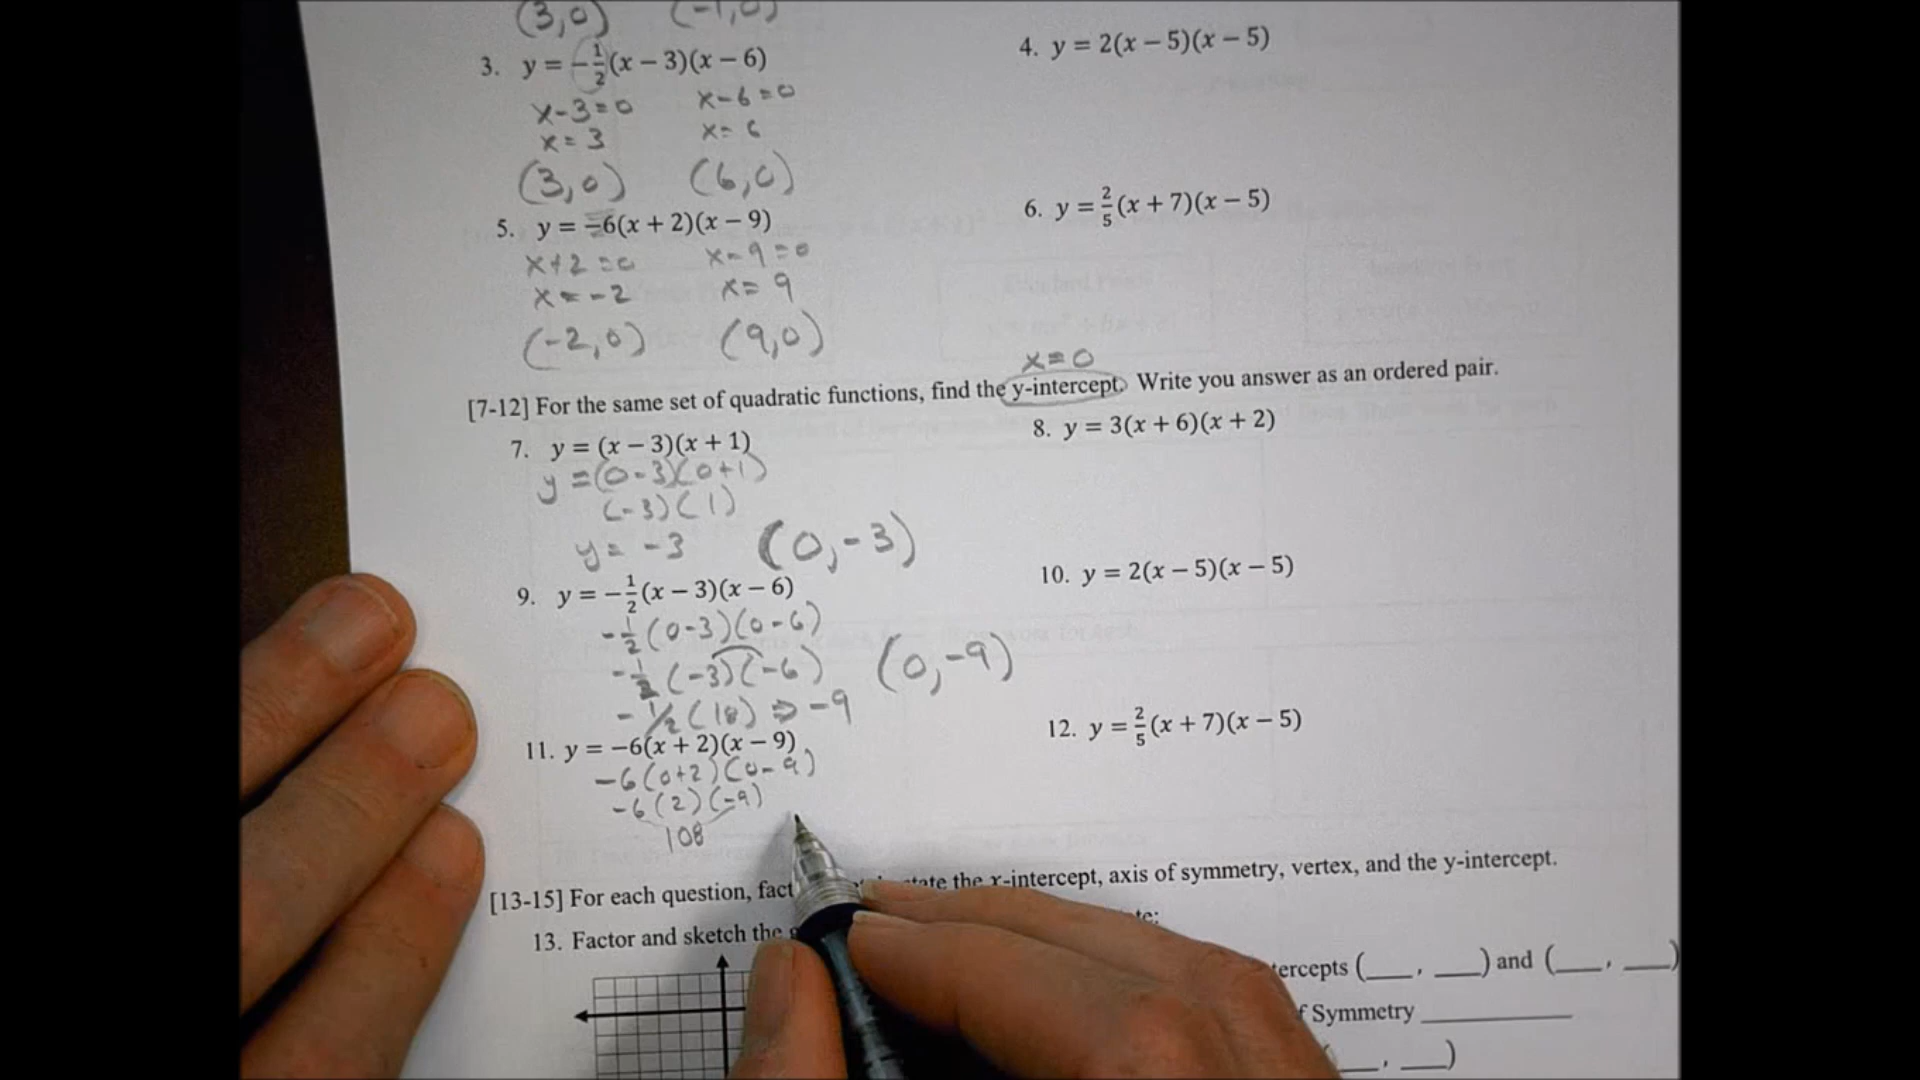 (3,0) (-1,0)
3. y = -1/2(x − 3)(x − 6)
4. y = 2(x − 5)(x − 5)
x-3=0 x-6=0
x=3 x=6
(3,0) (6,0)
5. y = −6(x + 2)(x − 9)
6. y = 2/5(x + 7)(x − 5)
x+2=0 x-9=0
x=-2 x=9
(-2,0) (9,0)
x=0
[7-12] For the same set of quadratic functions, find the y-intercept. Write you answer as an ordered pair.
7. y = (x − 3)(x + 1)
8. y = 3(x + 6)(x + 2)
y=(0-3)(0+1)
(-3)(1)
y=-3 (0,-3)
9. y = −1/2(x − 3)(x − 6)
10. y = 2(x − 5)(x − 5)
-1/2(0-3)(0-6)
-1/2(-3)(-6) (0,-9)
-1/2(18) ⇒ -9
11. y = −6(x + 2)(x − 9)
12. y = 2/5(x + 7)(x − 5)
-6(0+2)(0-9)
-6(2)(-9)
108
[13-15] For each question, the x-intercept, axis of symmetry, vertex, and the y-intercept.
13. Factor and sketch the
(___, ___) and (___, ___)
Symmetry ___
___, ___)